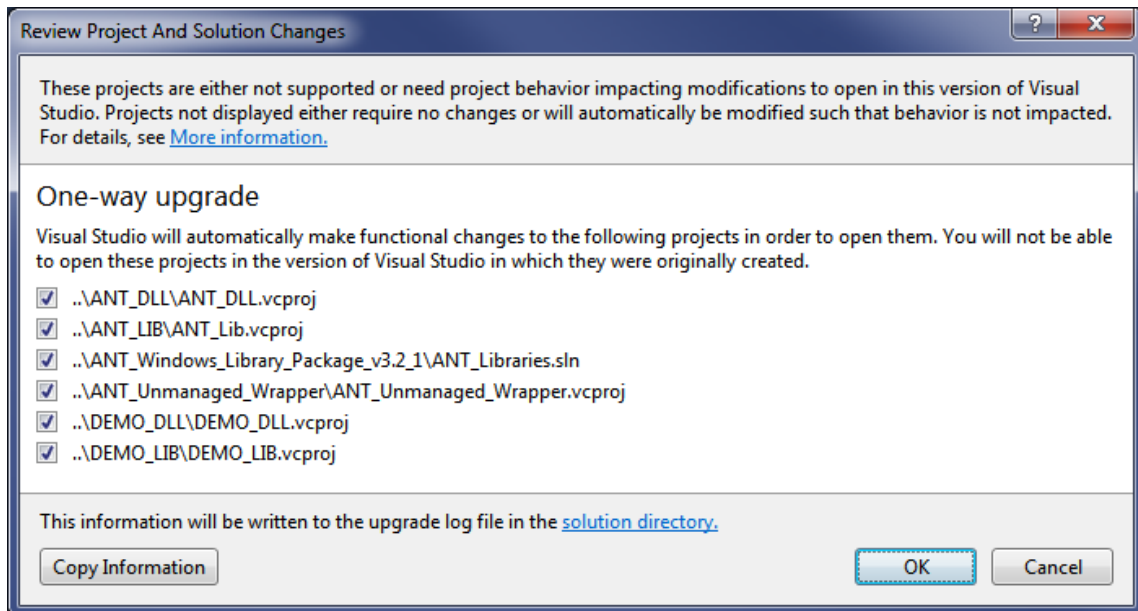 Review Project And Solution Changes
These projects are either not supported or need project behavior impacting modifications to open in this version of Visual
Studio. Projects not displayed either require no changes or will automatically be modified such that behavior is not impacted.
For details, see More information.
One-way upgrade
Visual Studio will automatically make functional changes to the following projects in order to open them. You will not be able
to open these projects in the version of Visual Studio in which they were originally created.
..\ANT_DLL\ANT_DLL.vcproj
..\ANT_LIB\ANT_Lib.vcproj
..\ANT_Windows_Library_Package_v3.2_1\ANT_Libraries.sln
..\ANT_Unmanaged_Wrapper\ANT_Unmanaged_Wrapper.vcproj
..\DEMO_DLL\DEMO_DLL.vcproj
..\DEMO_LIB\DEMO_LIB.vcproj
This information will be written to the upgrade log file in the solution directory.
Copy Information OK Cancel